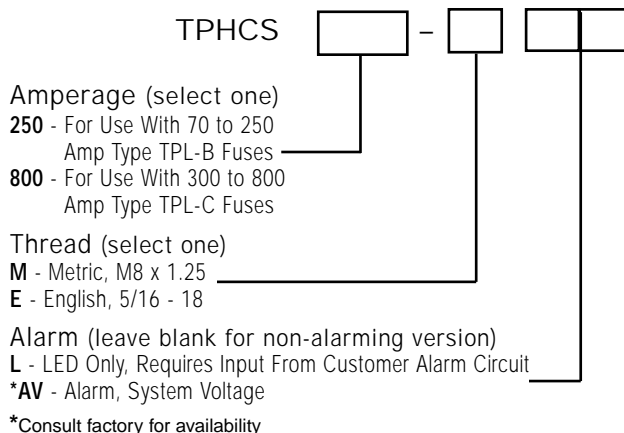 TPHCS –
Amperage (select one)
250 - For Use With 70 to 250
Amp Type TPL-B Fuses
800 - For Use With 300 to 800
Amp Type TPL-C Fuses
Thread (select one)
M - Metric, M8 x 1.25
E - English, 5/16 - 18
Alarm (leave blank for non-alarming version)
L - LED Only, Requires Input From Customer Alarm Circuit
*AV - Alarm, System Voltage
*Consult factory for availability